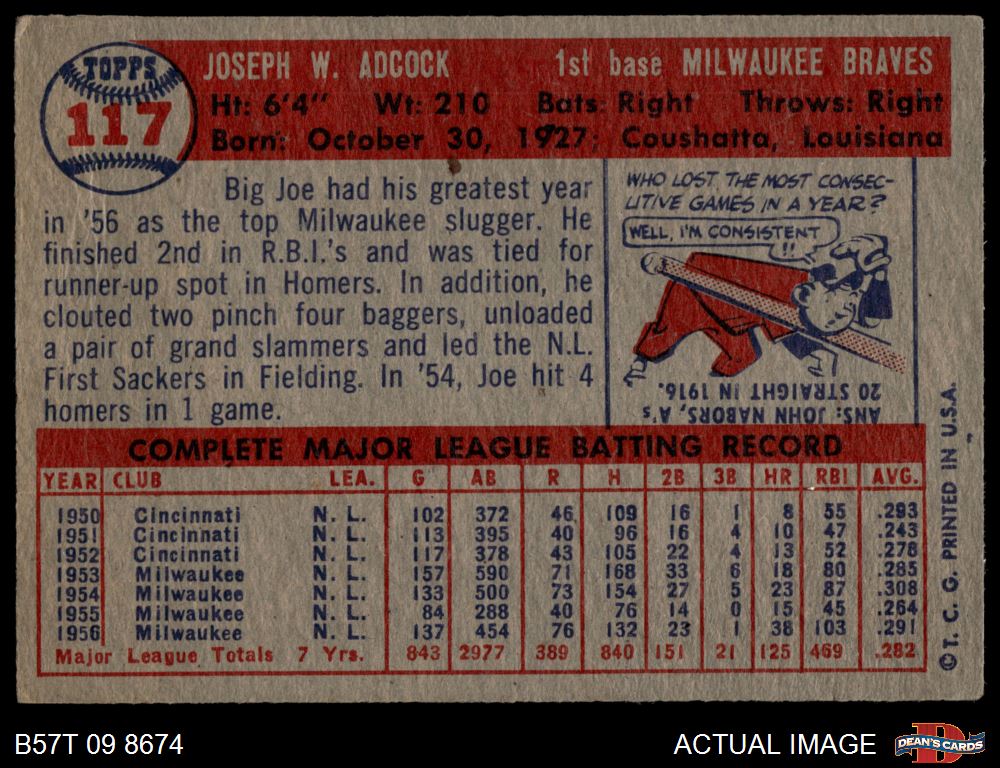 TOPPS
117
JOSEPH W. ADCOCK 1st base MILWAUKEE BRAVES
Ht: 6'4" Wt: 210 Bats: Right Throws: Right
Born: October 30, 1927; Coushatta, Louisiana
Big Joe had his greatest year
in '56 as the top Milwaukee slugger. He
finished 2nd in R.B.I.'s and was tied for
runner-up spot in Homers. In addition, he
clouted two pinch four baggers, unloaded
a pair of grand slammers and led the N.L.
First Sackers in Fielding. In '54, Joe hit 4
homers in 1 game.
WHO LOST THE MOST CONSEC-
UTIVE GAMES IN A YEAR?
WELL, I'M CONSISTENT
!!
ANS: JOHN NABORS, A's
20 STRAIGHT IN 1916.
COMPLETE MAJOR LEAGUE BATTING RECORD
YEAR CLUB LEA. G AB R H 2B 3B HR RBI AVG.
1950 Cincinnati N. L. 102 372 46 109 16 1 8 55 .293
1951 Cincinnati N. L. 113 395 40 96 16 4 10 47 .243
1952 Cincinnati N. L. 117 378 43 105 22 4 13 52 .278
1953 Milwaukee N. L. 157 590 71 168 33 6 18 80 .285
1954 Milwaukee N. L. 133 500 73 154 27 5 23 87 .308
1955 Milwaukee N. L. 84 288 40 76 14 0 15 45 .264
1956 Milwaukee N. L. 137 454 76 132 23 1 38 103 .291
Major League Totals 7 Yrs. 843 2977 389 840 151 21 125 469 .282
© T. C. G. PRINTED IN U.S.A.
B57T 09 8674
ACTUAL IMAGE
D
DEAN'S CARDS